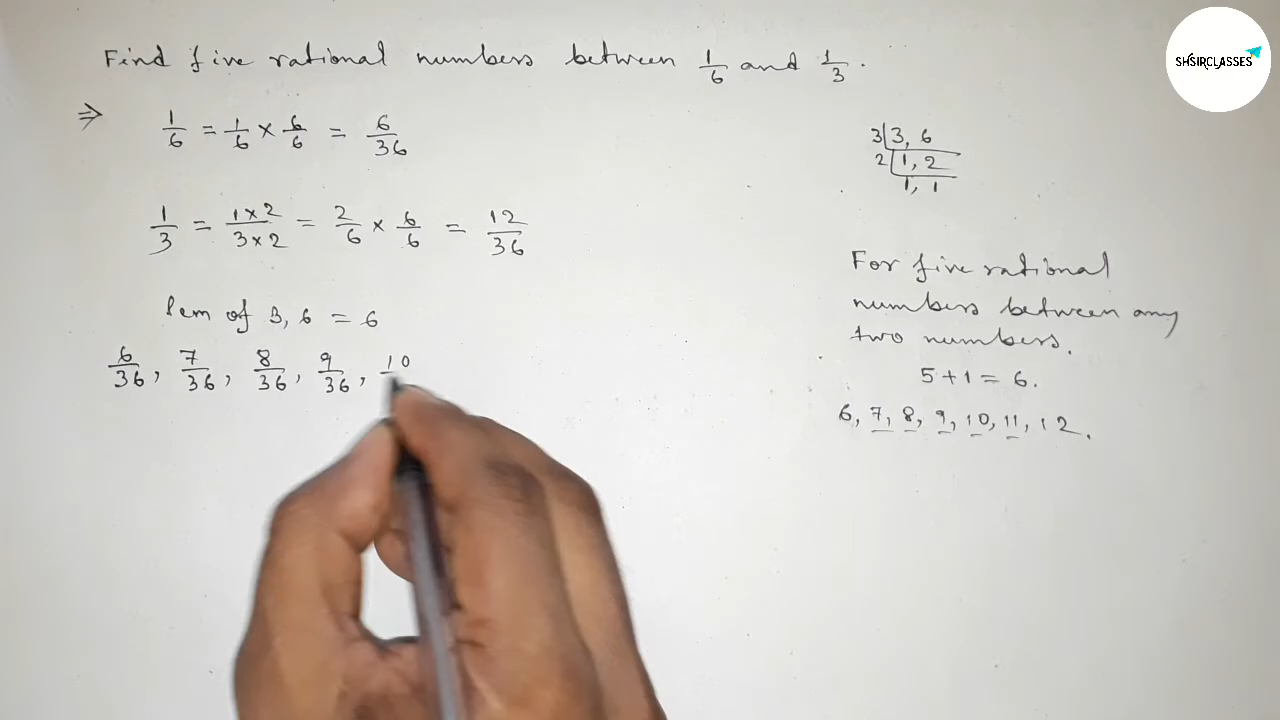 Find five rational numbers between 1/6 and 1/3.
SHSIRCLASSES
⇒ 1/6 = 1/6 × 6/6 = 6/36
1/3 = 1×2/3×2 = 2/6 × 6/6 = 12/36
lem of 3, 6 = 6
6/36, 7/36, 8/36, 9/36, 10
3 3, 6
2 1, 2
1, 1
For five rational
numbers between any
two numbers.
5+1 = 6.
6, 7, 8, 9, 10, 11, 12.